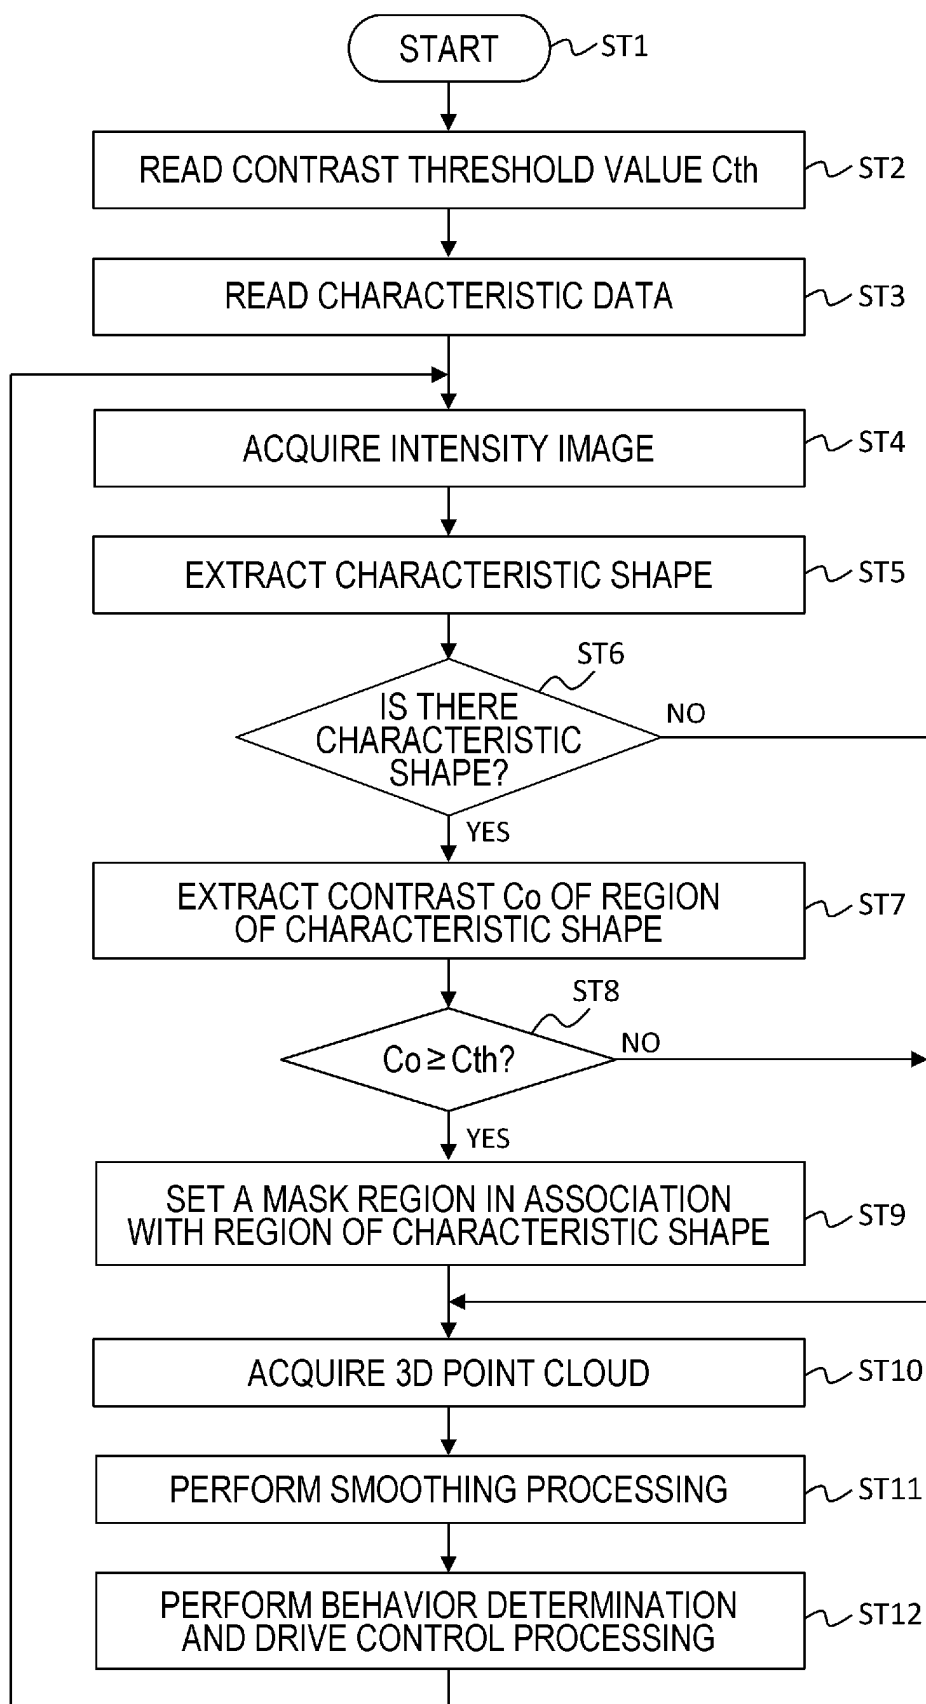 START
ST1
READ CONTRAST THRESHOLD VALUE Cth
ST2
READ CHARACTERISTIC DATA
ST3
ACQUIRE INTENSITY IMAGE
ST4
EXTRACT CHARACTERISTIC SHAPE
ST5
ST6
IS THERE
CHARACTERISTIC
SHAPE?
NO
YES
EXTRACT CONTRAST Co OF REGION
OF CHARACTERISTIC SHAPE
ST7
ST8
Co ≥ Cth?
NO
YES
SET A MASK REGION IN ASSOCIATION
WITH REGION OF CHARACTERISTIC SHAPE
ST9
ACQUIRE 3D POINT CLOUD
ST10
PERFORM SMOOTHING PROCESSING
ST11
PERFORM BEHAVIOR DETERMINATION
AND DRIVE CONTROL PROCESSING
ST12